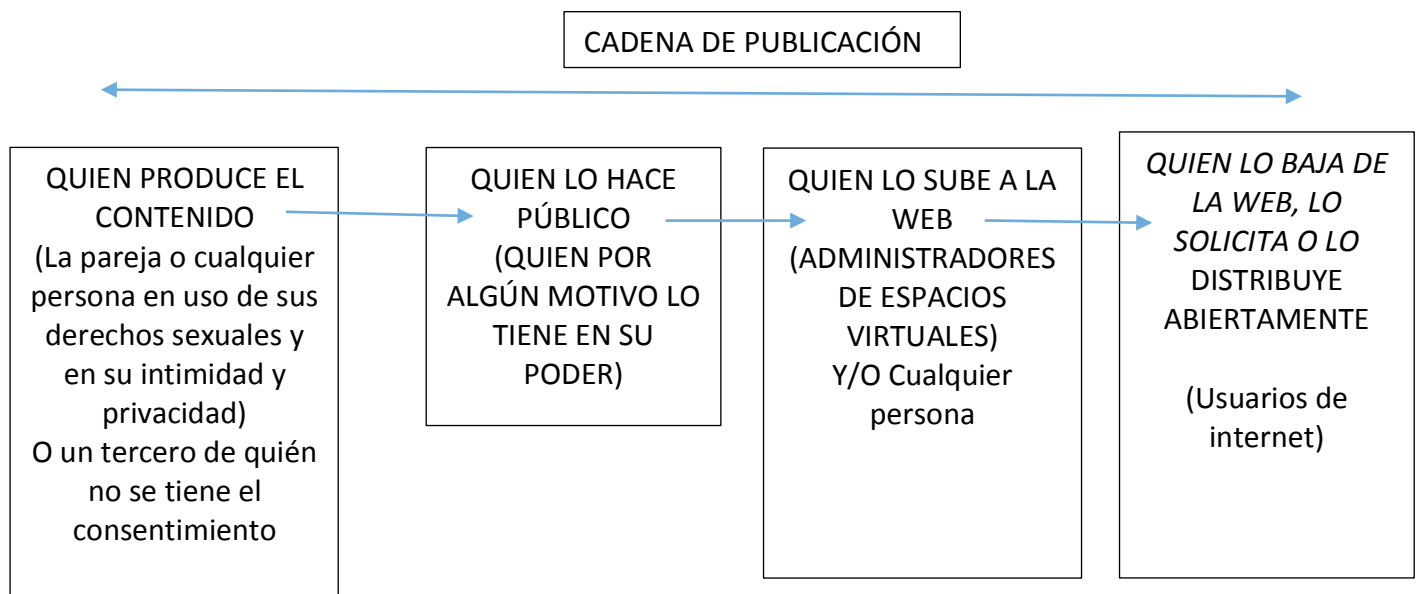 CADENA DE PUBLICACIÓN
QUIEN PRODUCE EL
CONTENIDO
(La pareja o cualquier
persona en uso de sus
derechos sexuales y
en su intimidad y
privacidad)
O un tercero de quién
no se tiene el
consentimiento
QUIEN LO HACE
PÚBLICO
(QUIEN POR
ALGÚN MOTIVO LO
TIENE EN SU
PODER)
QUIEN LO SUBE A LA
WEB
(ADMINISTRADORES
DE ESPACIOS
VIRTUALES)
Y/O Cualquier
persona
QUIEN LO BAJA DE
LA WEB, LO
SOLICITA O LO
DISTRIBUYE
ABIERTAMENTE
(Usuarios de
internet)